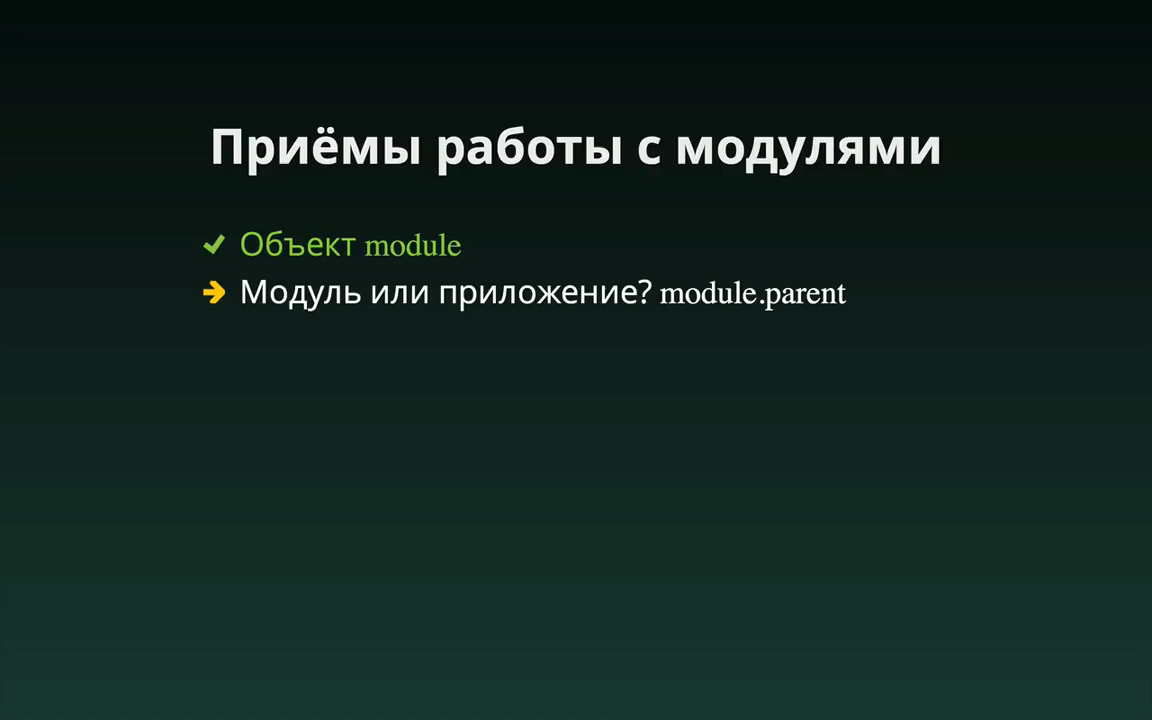 Приёмы работы с модулями
Объект module
Модуль или приложение? module.parent